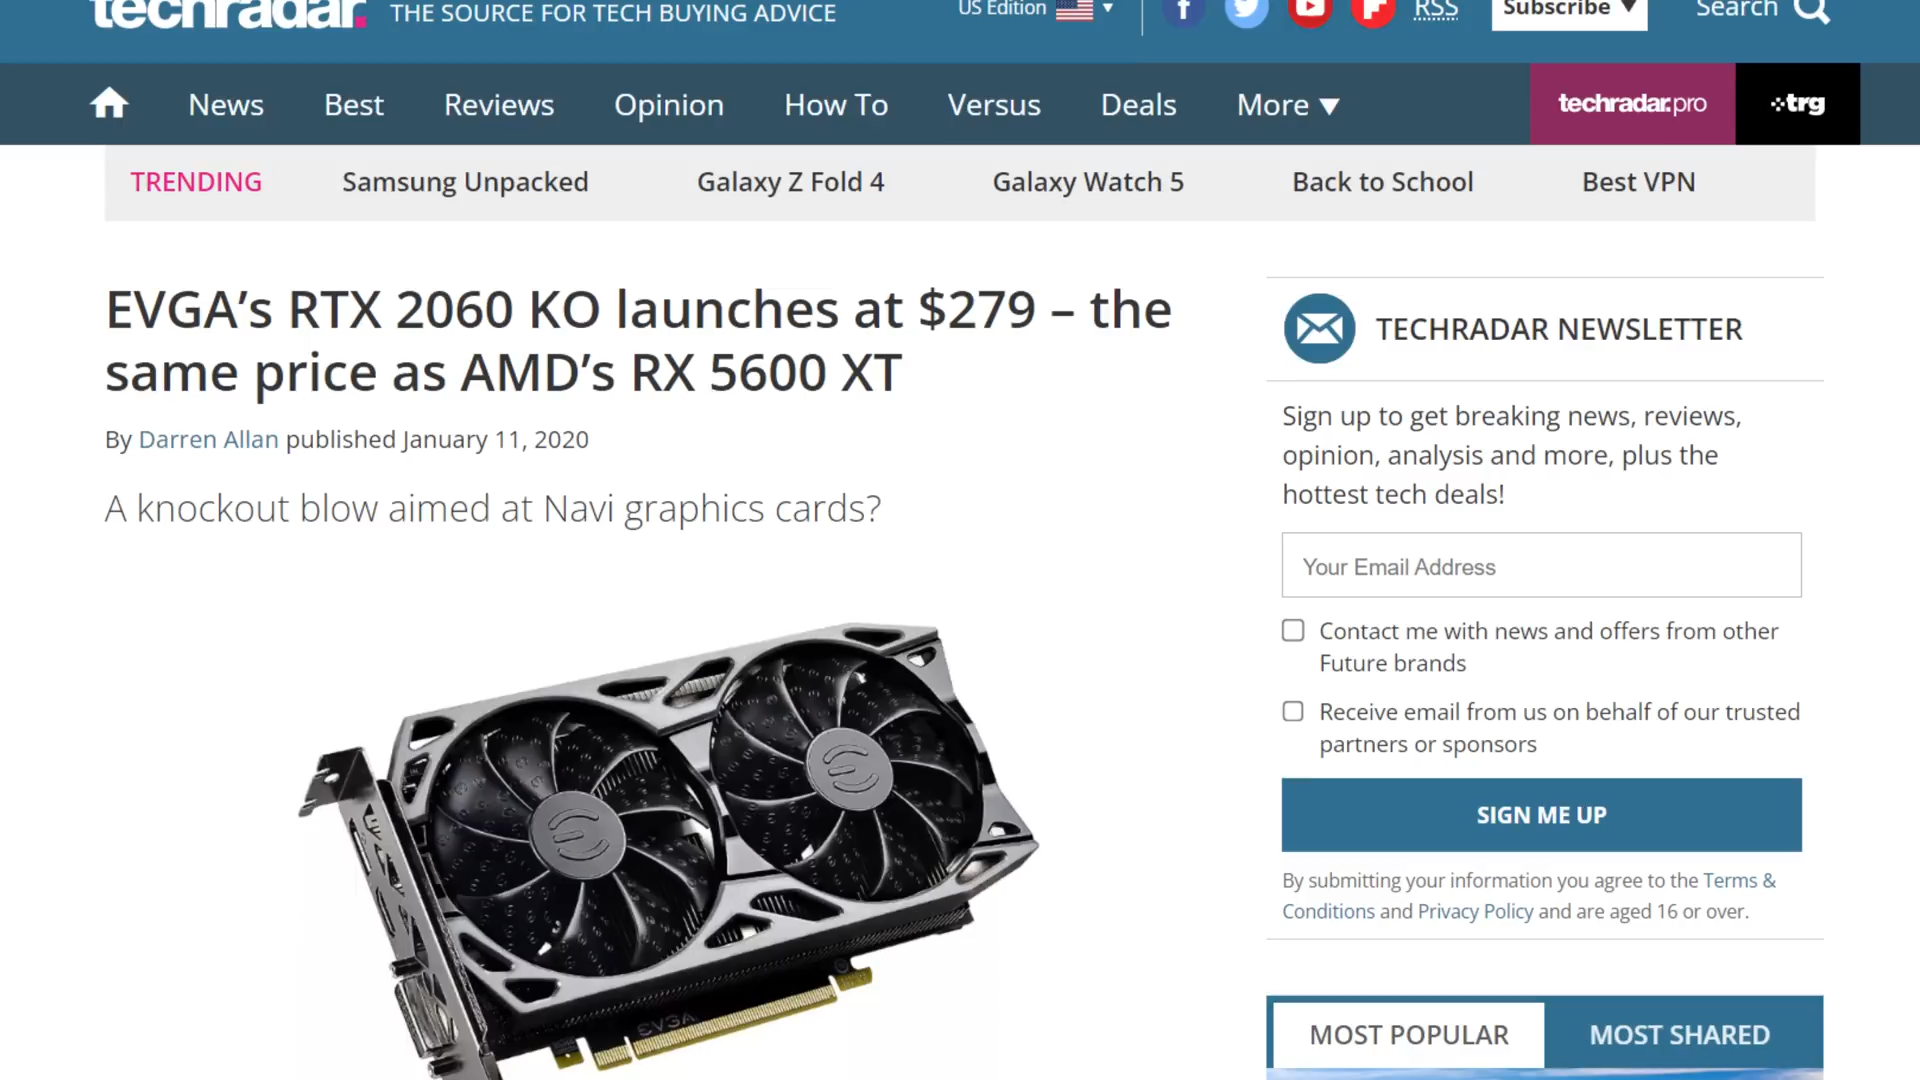 techradar.
THE SOURCE FOR TECH BUYING ADVICE
US Edition
RSS
Subscribe ▼
Search
News
Best
Reviews
Opinion
How To
Versus
Deals
More ▼
techradar.pro
trg
TRENDING
Samsung Unpacked
Galaxy Z Fold 4
Galaxy Watch 5
Back to School
Best VPN
EVGA’s RTX 2060 KO launches at $279 – the
same price as AMD’s RX 5600 XT
By Darren Allan published January 11, 2020
A knockout blow aimed at Navi graphics cards?
EVGA
TECHRADAR NEWSLETTER
Sign up to get breaking news, reviews,
opinion, analysis and more, plus the
hottest tech deals!
Your Email Address
Contact me with news and offers from other
Future brands
Receive email from us on behalf of our trusted
partners or sponsors
SIGN ME UP
By submitting your information you agree to the Terms &
Conditions and Privacy Policy and are aged 16 or over.
MOST POPULAR
MOST SHARED